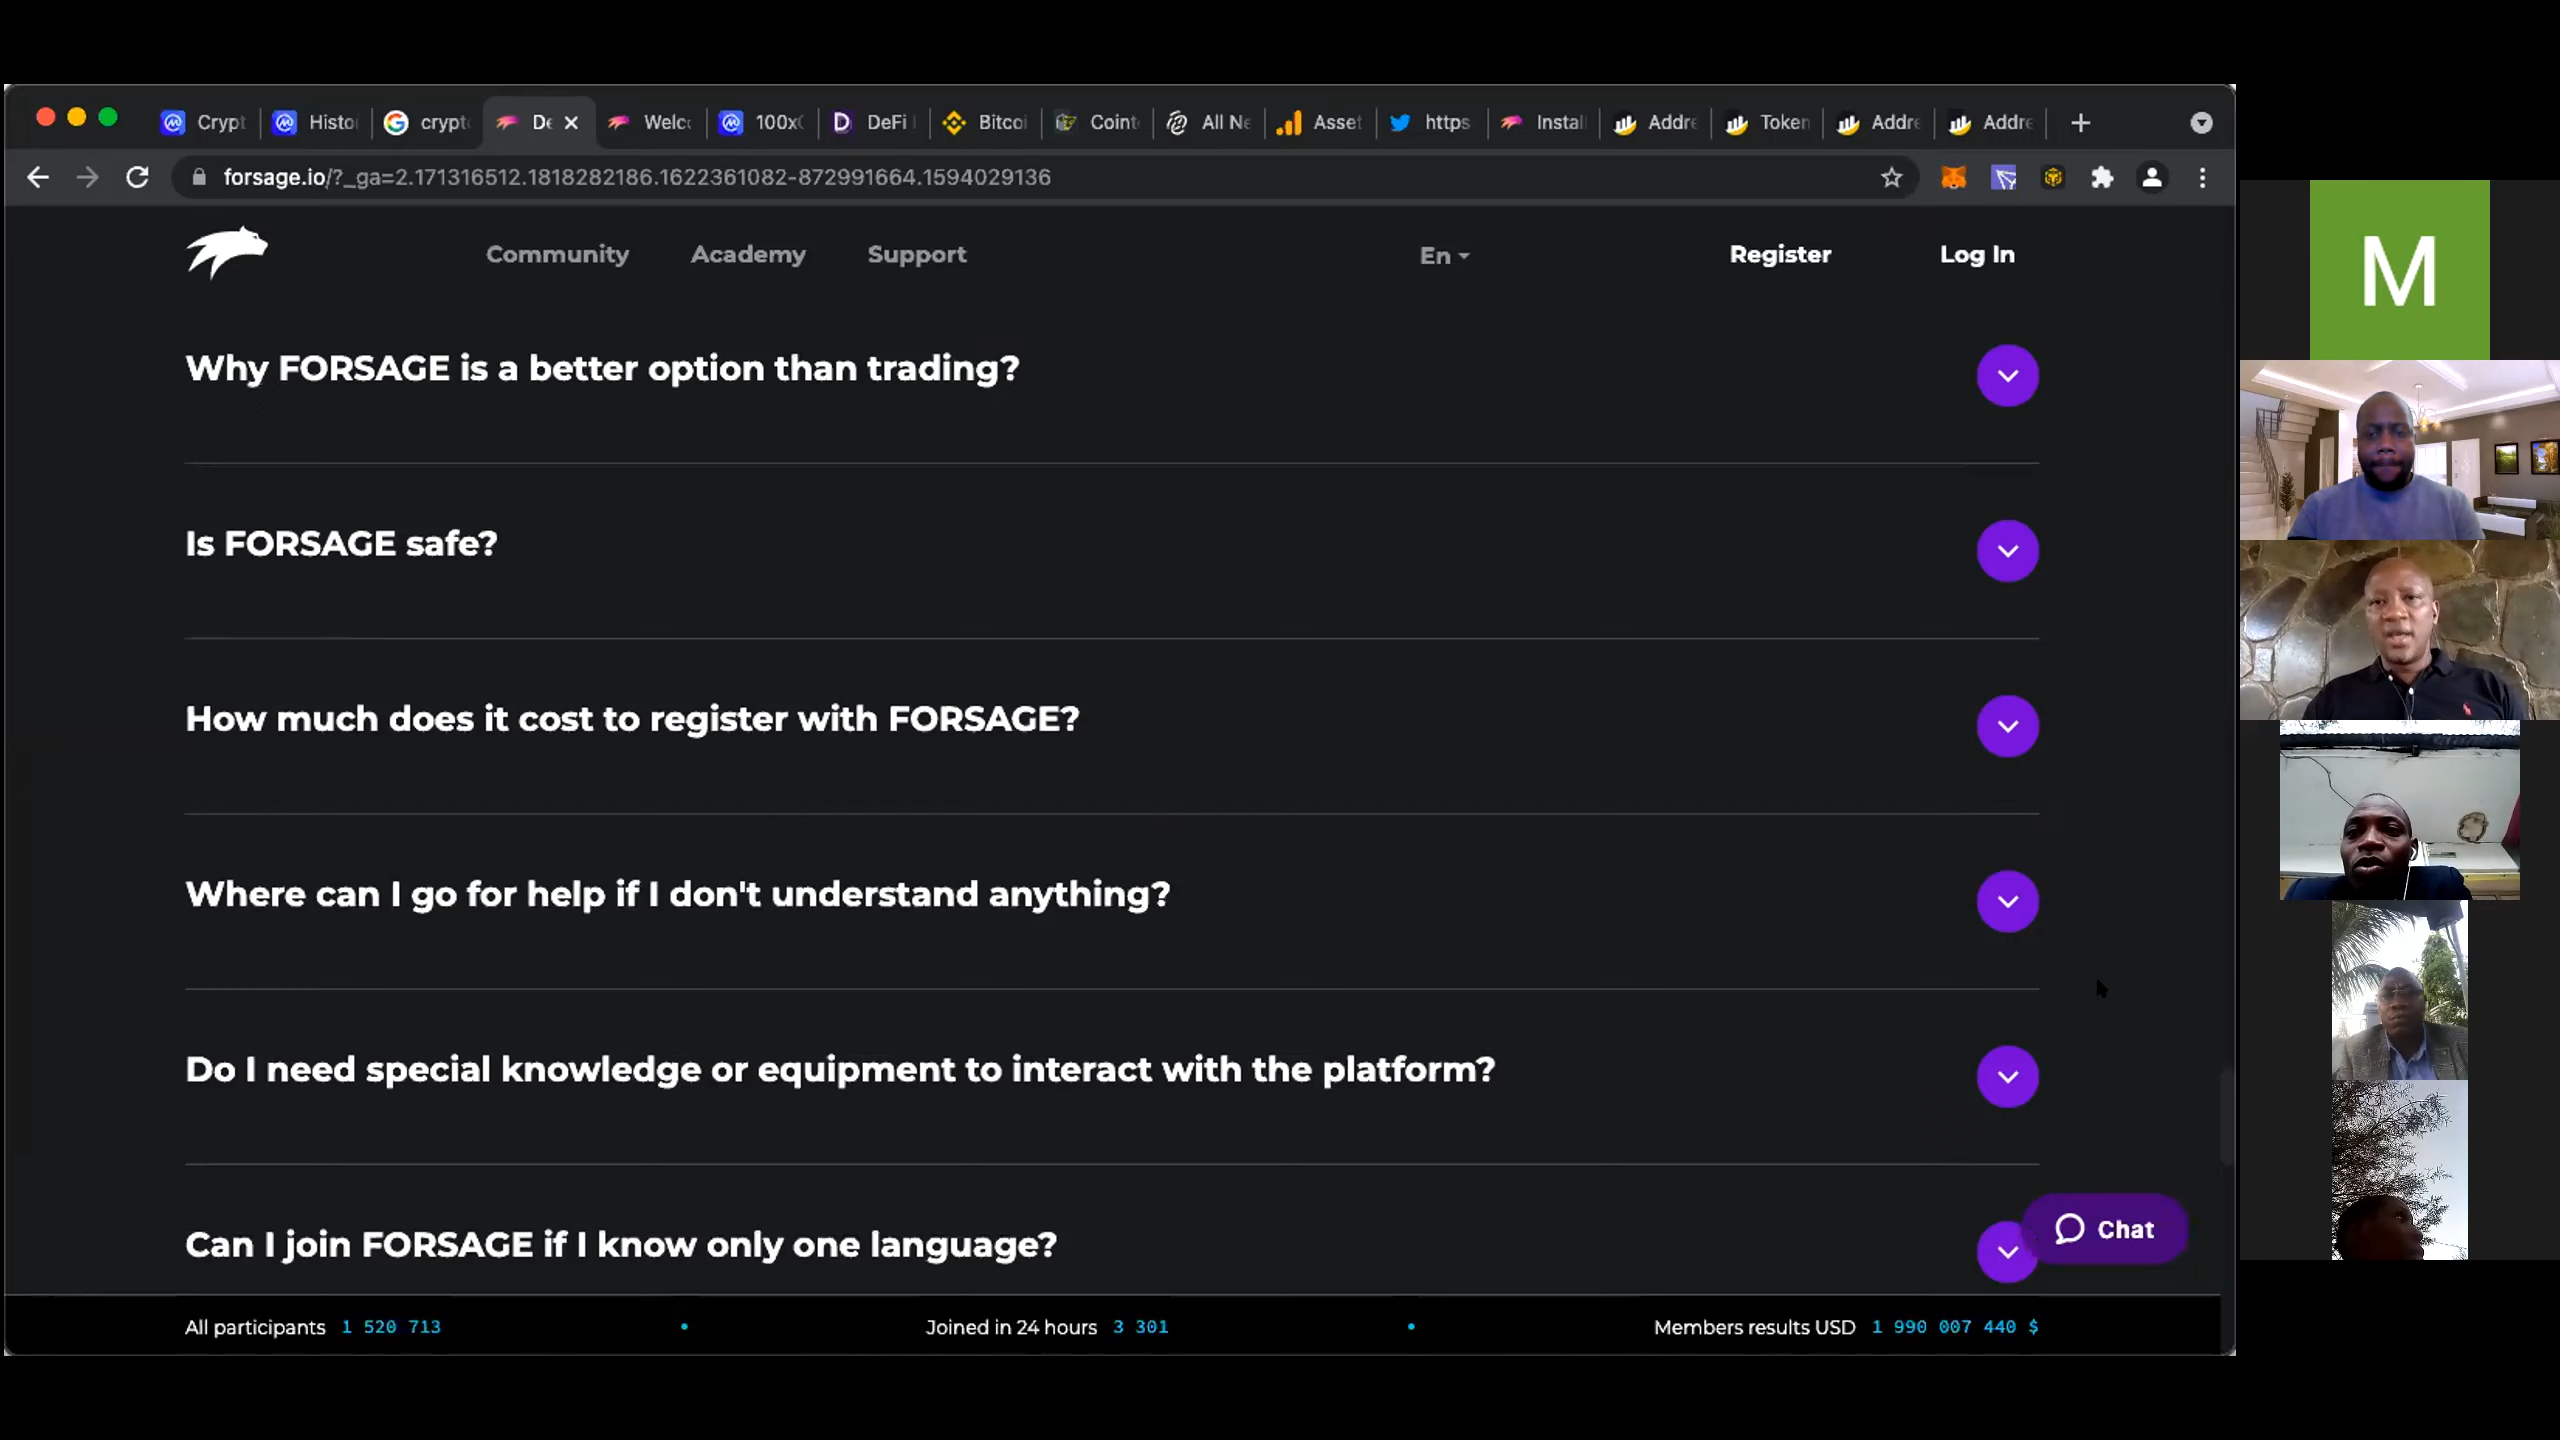 Crypt
Histo
crypt
De
Welc
100x
DeFi
Bitcoi
Coint
All Ne
Asset
https
Instal
Addre
Token
Addre
Addre
forsage.io/?_ga=2.171316512.1818282186.1622361082-872991664.1594029136
Community Academy Support En Register Log In
M
Why FORSAGE is a better option than trading?
Is FORSAGE safe?
How much does it cost to register with FORSAGE?
Where can I go for help if I don't understand anything?
Do I need special knowledge or equipment to interact with the platform?
Can I join FORSAGE if I know only one language?
Chat
All participants 1 520 713 • Joined in 24 hours 3 301 • Members results USD 1 990 007 440 $